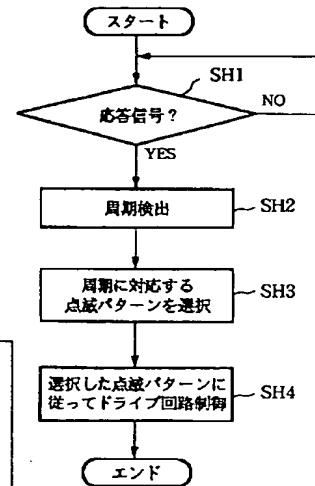 スタート
SH1
応答信号?
NO
YES
周期検出
SH2
周期に対応する
点滅パターンを選択
SH3
選択した点滅パターンに
従ってドライブ回路制御
SH4
エンド